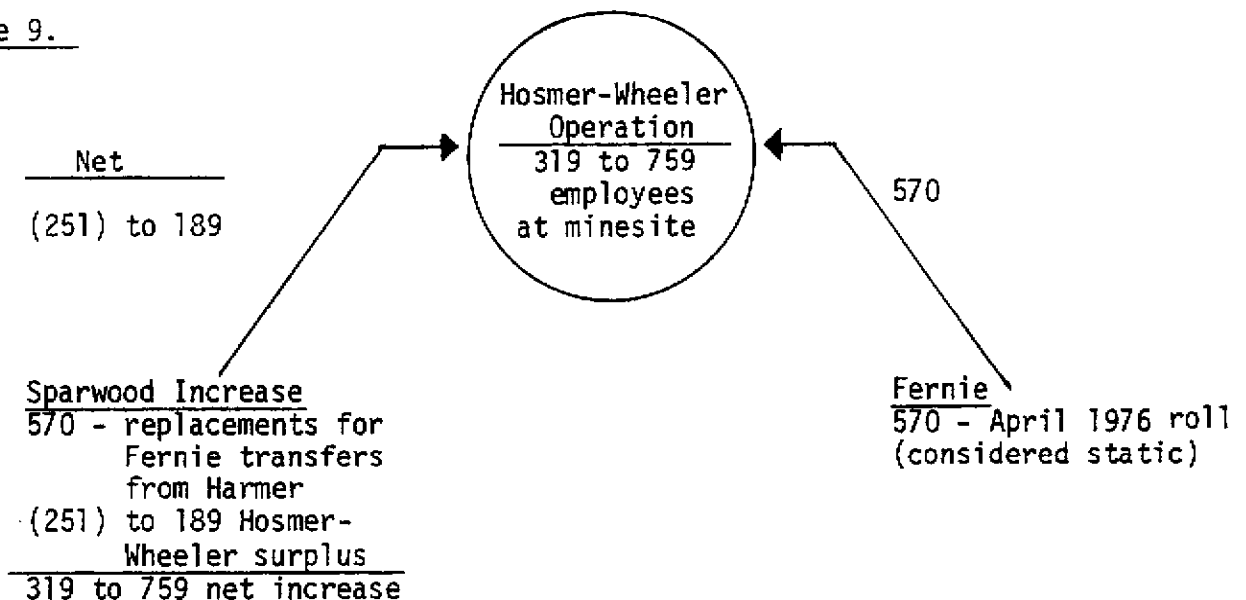 9.
Hosmer-Wheeler
Operation
319 to 759
employees
at minesite
Net
(251) to 189
570
Sparwood Increase
570 - replacements for
Fernie transfers
from Harmer
(251) to 189 Hosmer-
Wheeler surplus
319 to 759 net increase
Fernie
570 - April 1976 roll
(considered static)